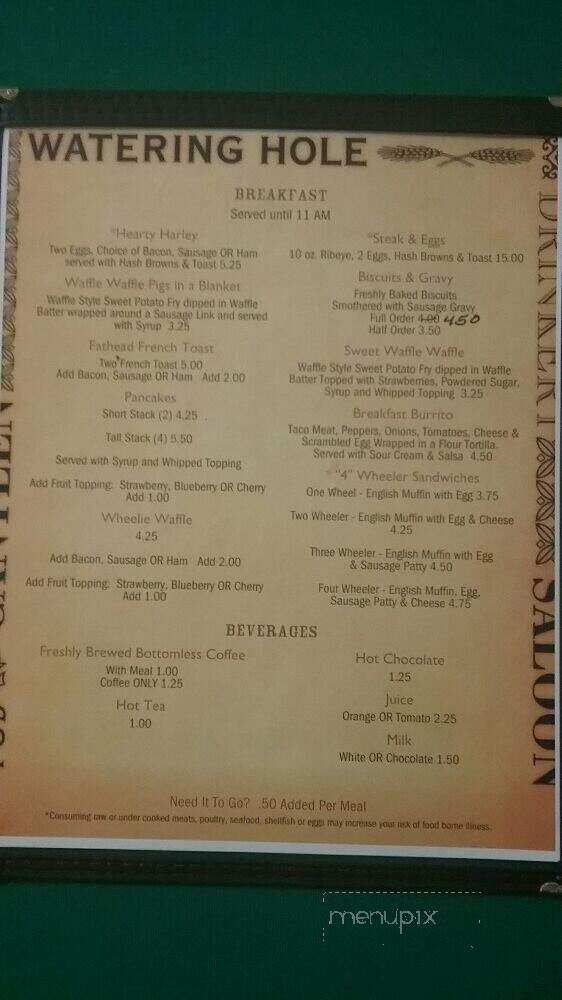 WATERING HOLE
BREAKFAST
Served until 11 AM
*Hearty Harley
Two Eggs, Choice of Bacon, Sausage OR Ham
served with Hash Browns & Toast 5.25
Waffle Waffle Pigs in a Blanket
Waffle Style Sweet Potato Fry dipped in Waffle
Batter wrapped around a Sausage Link and served
with Syrup 3.25
Fathead French Toast
Two French Toast 5.00
Add Bacon, Sausage OR Ham Add 2.00
Pancakes
Short Stack (2) 4.25
Tall Stack (4) 5.50
Served with Syrup and Whipped Topping
Add Fruit Topping: Strawberry, Blueberry OR Cherry
Add 1.00
Wheelie Waffle
4.25
Add Bacon, Sausage OR Ham Add 2.00
Add Fruit Topping: Strawberry, Blueberry OR Cherry
Add 1.00
*Steak & Eggs
10 oz. Ribeye, 2 Eggs, Hash Browns & Toast 15.00
Biscuits & Gravy
Freshly Baked Biscuits
Smothered with Sausage Gravy
Full Order 4.00 450
Half Order 3.50
Sweet Waffle Waffle
Waffle Style Sweet Potato Fry dipped in Waffle
Batter Topped with Strawberries, Powdered Sugar,
Syrup and Whipped Topping 3.25
Breakfast Burrito
Taco Meat, Peppers, Onions, Tomatoes, Cheese &
Scrambled Egg Wrapped in a Flour Tortilla.
Served with Sour Cream & Salsa 4.50
* "4" Wheeler Sandwiches
One Wheel - English Muffin with Egg 3.75
Two Wheeler - English Muffin with Egg & Cheese
4.25
Three Wheeler - English Muffin with Egg
& Sausage Patty 4.50
Four Wheeler - English Muffin, Egg,
Sausage Patty & Cheese 4.75
BEVERAGES
Freshly Brewed Bottomless Coffee
With Meal 1.00
Coffee ONLY 1.25
Hot Tea
1.00
Hot Chocolate
1.25
Juice
Orange OR Tomato 2.25
Milk
White OR Chocolate 1.50
Need It To Go? .50 Added Per Meal
*Consuming raw or under cooked meats, poultry, seafood, shellfish or eggs may increase your risk of food borne illness.
DRINKERY
SALOON
menupix